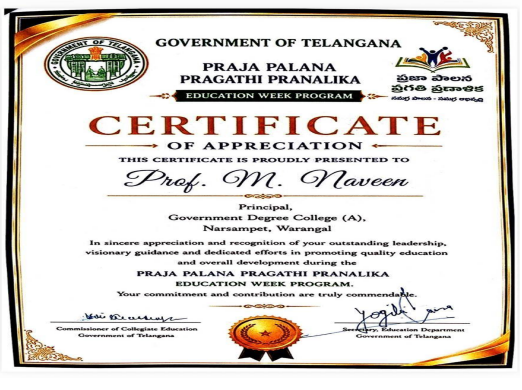 GOVERNMENT OF TELANGANA
GOVERNMENT OF TELANGANA
PRAJA PALANA
PRAGATHI PRANALIKA
EDUCATION WEEK PROGRAM
ప్రజా పాలన
ప్రగతి ప్రణాళిక
CERTIFICATE
OF APPRECIATION
THIS CERTIFICATE IS PROUDLY PRESENTED TO
Prof. M. Naveen
Principal,
Government Degree College (A),
Narsampet, Warangal
In sincere appreciation and recognition of your outstanding leadership,
visionary guidance and dedicated efforts in promoting quality education
and overall development during the
PRAJA PALANA PRAGATHI PRANALIKA
EDUCATION WEEK PROGRAM.
Your commitment and contribution are truly commendable.
Commissioner of Collegiate Education
Government of Telangana
Secretary, Education Department
Government of Telangana